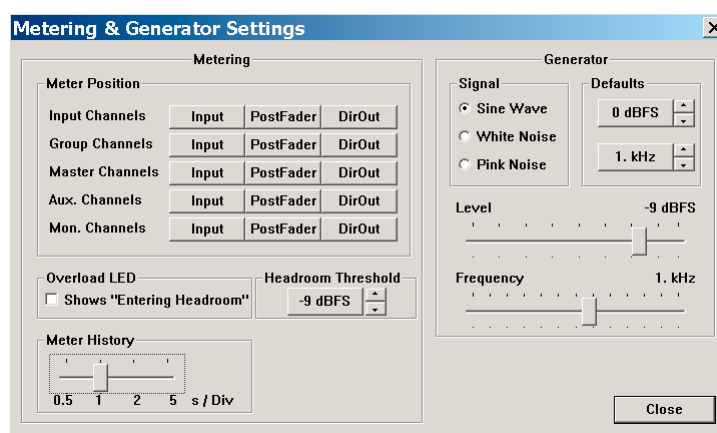 Metering & Generator Settings
Metering
Meter Position
Input Channels Input PostFader DirOut
Group Channels Input PostFader DirOut
Master Channels Input PostFader DirOut
Aux. Channels Input PostFader DirOut
Mon. Channels Input PostFader DirOut
Overload LED
Shows "Entering Headroom"
Headroom Threshold
-9 dBFS
Meter History
0.5 1 2 5 s / Div
Generator
Signal
Sine Wave
White Noise
Pink Noise
Defaults
0 dBFS
1. kHz
Level -9 dBFS
Frequency 1. kHz
Close